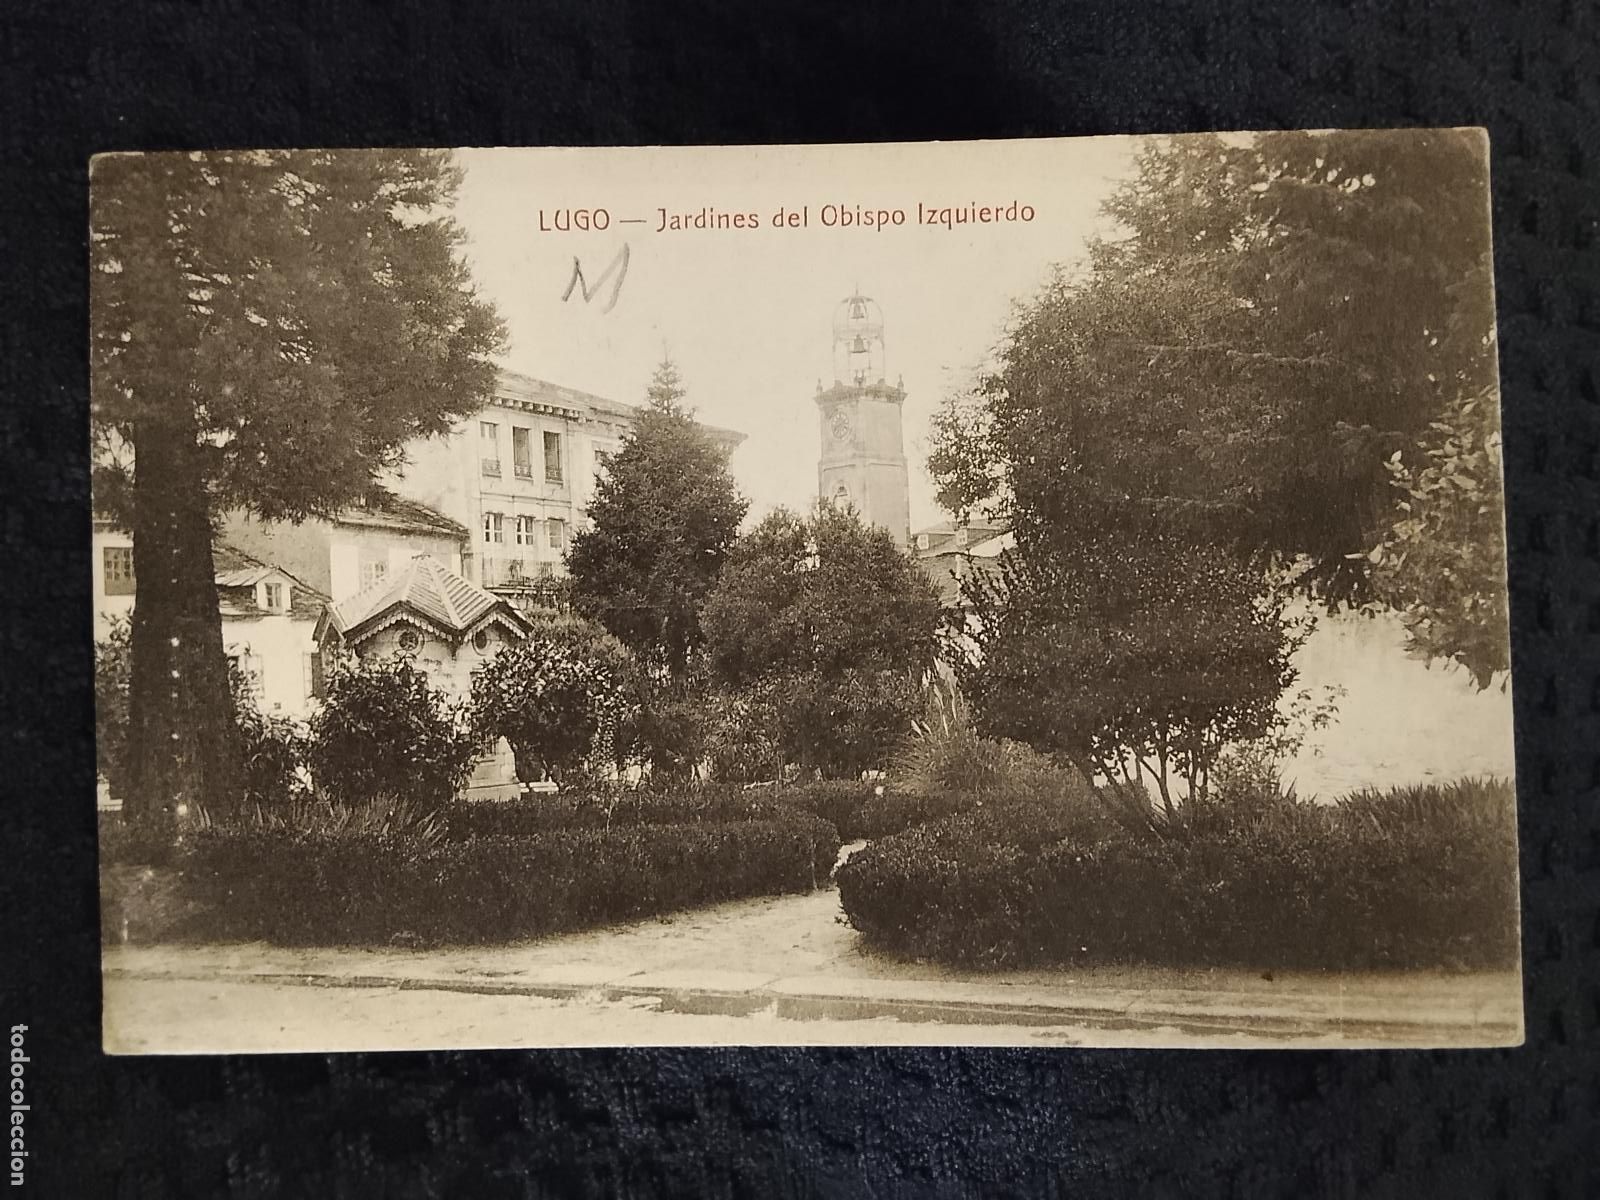 LUGO — Jardines del Obispo Izquierdo
M
todocoleccion